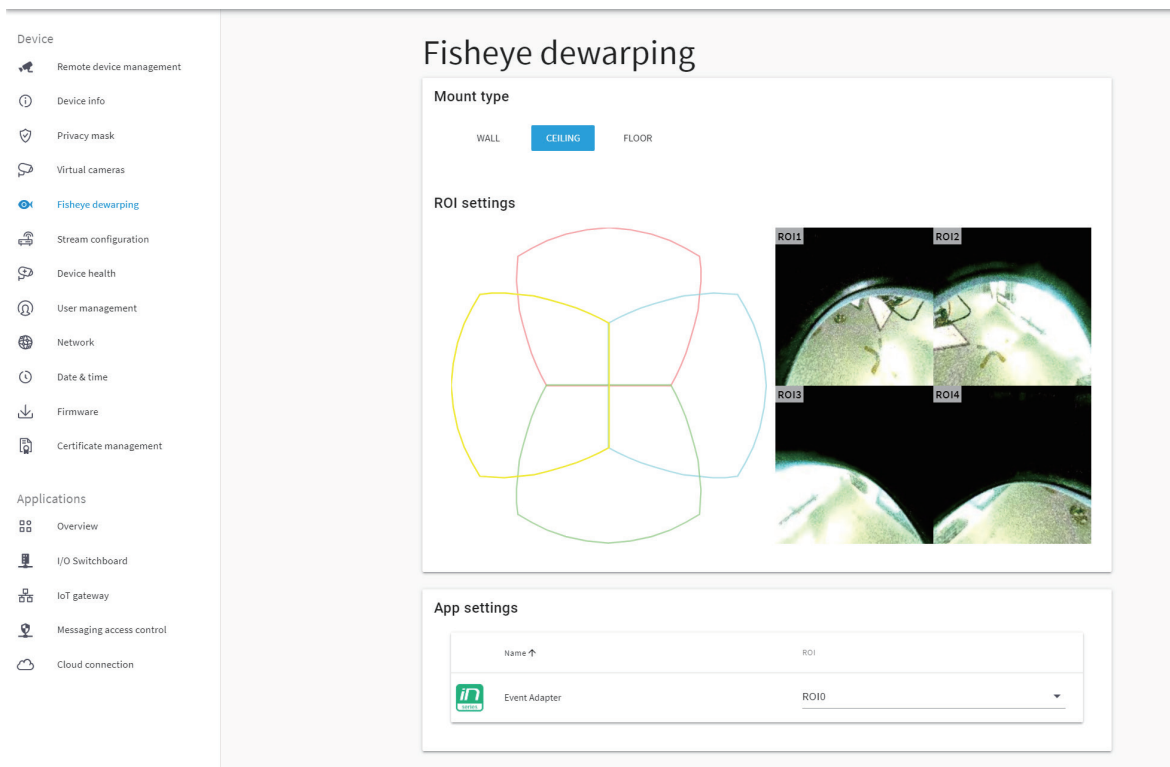 Device
Remote device management
Device info
Privacy mask
Virtual cameras
Fisheye dewarping
Stream configuration
Device health
User management
Network
Date & time
Firmware
Certificate management
Applications
Overview
I/O Switchboard
IoT gateway
Messaging access control
Cloud connection
Fisheye dewarping
Mount type
WALL CEILING FLOOR
ROI settings
ROI1 ROI2
ROI3 ROI4
App settings
Name ROI
iN
series
Event Adapter ROI0